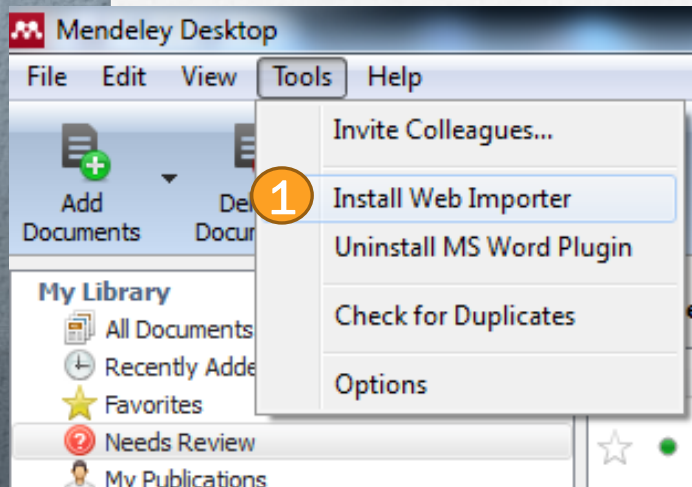 Mendeley Desktop
File Edit View Tools Help
Invite Colleagues...
1 Install Web Importer
Uninstall MS Word Plugin
Check for Duplicates
Options
Add
Documents
My Library
All Documents
Recently Adde
Favorites
Needs Review
My Publications